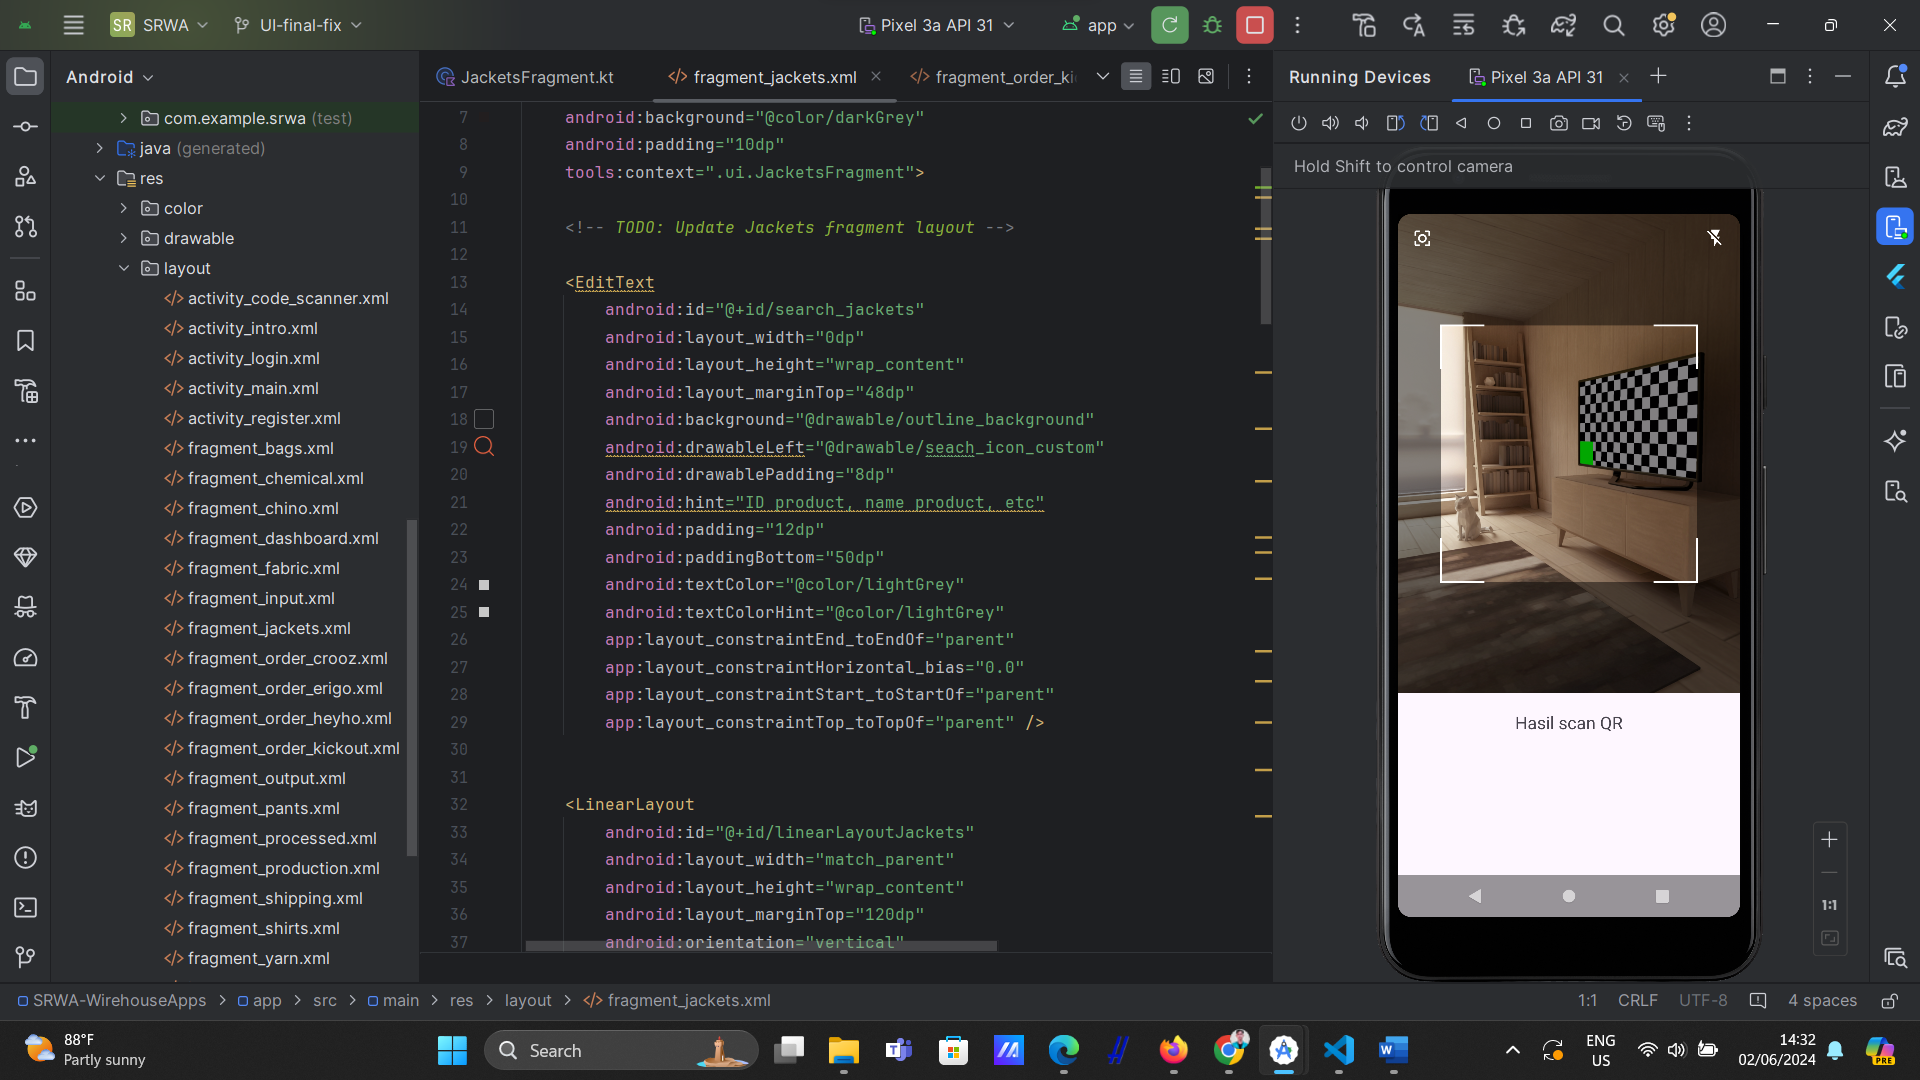 SR SRWA UI-final-fix Pixel 3a API 31 app
Android
com.example.srwa (test)
java (generated)
res
color
drawable
layout
activity_code_scanner.xml
activity_intro.xml
activity_login.xml
activity_main.xml
activity_register.xml
fragment_bags.xml
fragment_chemical.xml
fragment_chino.xml
fragment_dashboard.xml
fragment_fabric.xml
fragment_input.xml
fragment_jackets.xml
fragment_order_crooz.xml
fragment_order_erigo.xml
fragment_order_heyho.xml
fragment_order_kickout.xml
fragment_output.xml
fragment_pants.xml
fragment_processed.xml
fragment_production.xml
fragment_shipping.xml
fragment_shirts.xml
fragment_yarn.xml
JacketsFragment.kt fragment_jackets.xml fragment_order_ki
7 android:background="@color/darkGrey"
8 android:padding="10dp"
9 tools:context=".ui.JacketsFragment">
10
11 <!-- TODO: Update Jackets fragment layout -->
12
13 <EditText
14 android:id="@+id/search_jackets"
15 android:layout_width="0dp"
16 android:layout_height="wrap_content"
17 android:layout_marginTop="48dp"
18 android:background="@drawable/outline_background"
19 android:drawableLeft="@drawable/seach_icon_custom"
20 android:drawablePadding="8dp"
21 android:hint="ID product, name product, etc"
22 android:padding="12dp"
23 android:paddingBottom="50dp"
24 android:textColor="@color/lightGrey"
25 android:textColorHint="@color/lightGrey"
26 app:layout_constraintEnd_toEndOf="parent"
27 app:layout_constraintHorizontal_bias="0.0"
28 app:layout_constraintStart_toStartOf="parent"
29 app:layout_constraintTop_toTopOf="parent" />
30
31
32 <LinearLayout
33 android:id="@+id/linearLayoutJackets"
34 android:layout_width="match_parent"
35 android:layout_height="wrap_content"
36 android:layout_marginTop="120dp"
37 android:orientation="vertical"
Running Devices Pixel 3a API 31
Hold Shift to control camera
Hasil scan QR
1:1
SRWA-WirehouseApps > app > src > main > res > layout > fragment_jackets.xml
1:1 CRLF UTF-8 4 spaces
88°F
Partly sunny
Search
ENG
US
14:32
02/06/2024
PRE